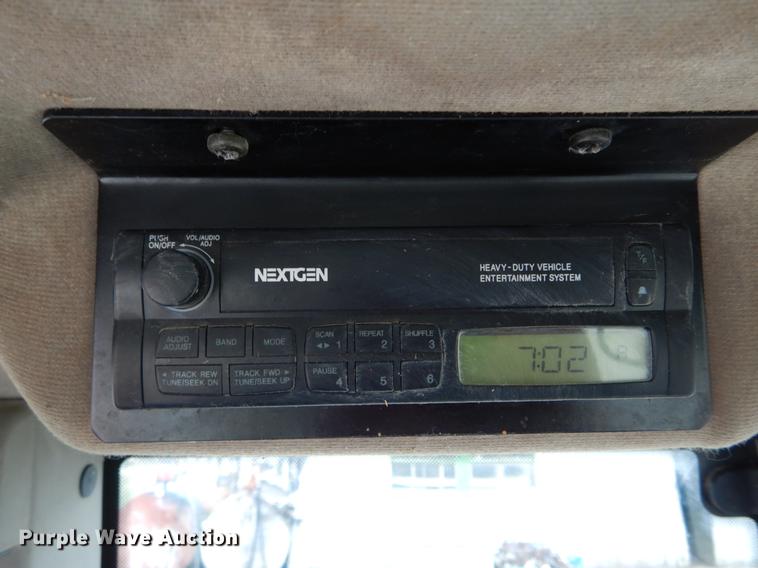 PUSH ON/OFF
VOL/AUDIO ADJ
NEXTGEN
HEAVY-DUTY VEHICLE
ENTERTAINMENT SYSTEM
AUDIO ADJUST
BAND
MODE
SCAN ◄► 1
REPEAT 2
SHUFFLE 3
◄ TRACK REW
TUNE/SEEK DN
TRACK FWD ►
TUNE/SEEK UP
PAUSE 4
5
6
7:02
Purple Wave Auction